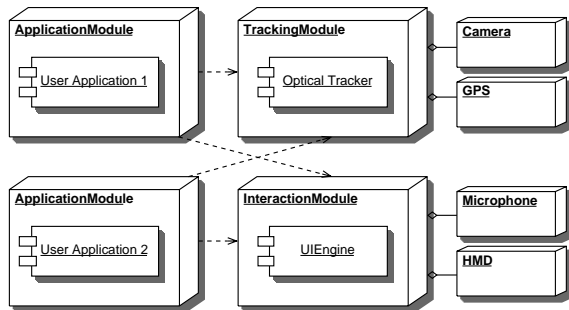 ApplicationModule
TrackingModule
Camera
User Application 1
Optical Tracker
GPS
ApplicationModule
InteractionModule
Microphone
User Application 2
UIEngine
HMD